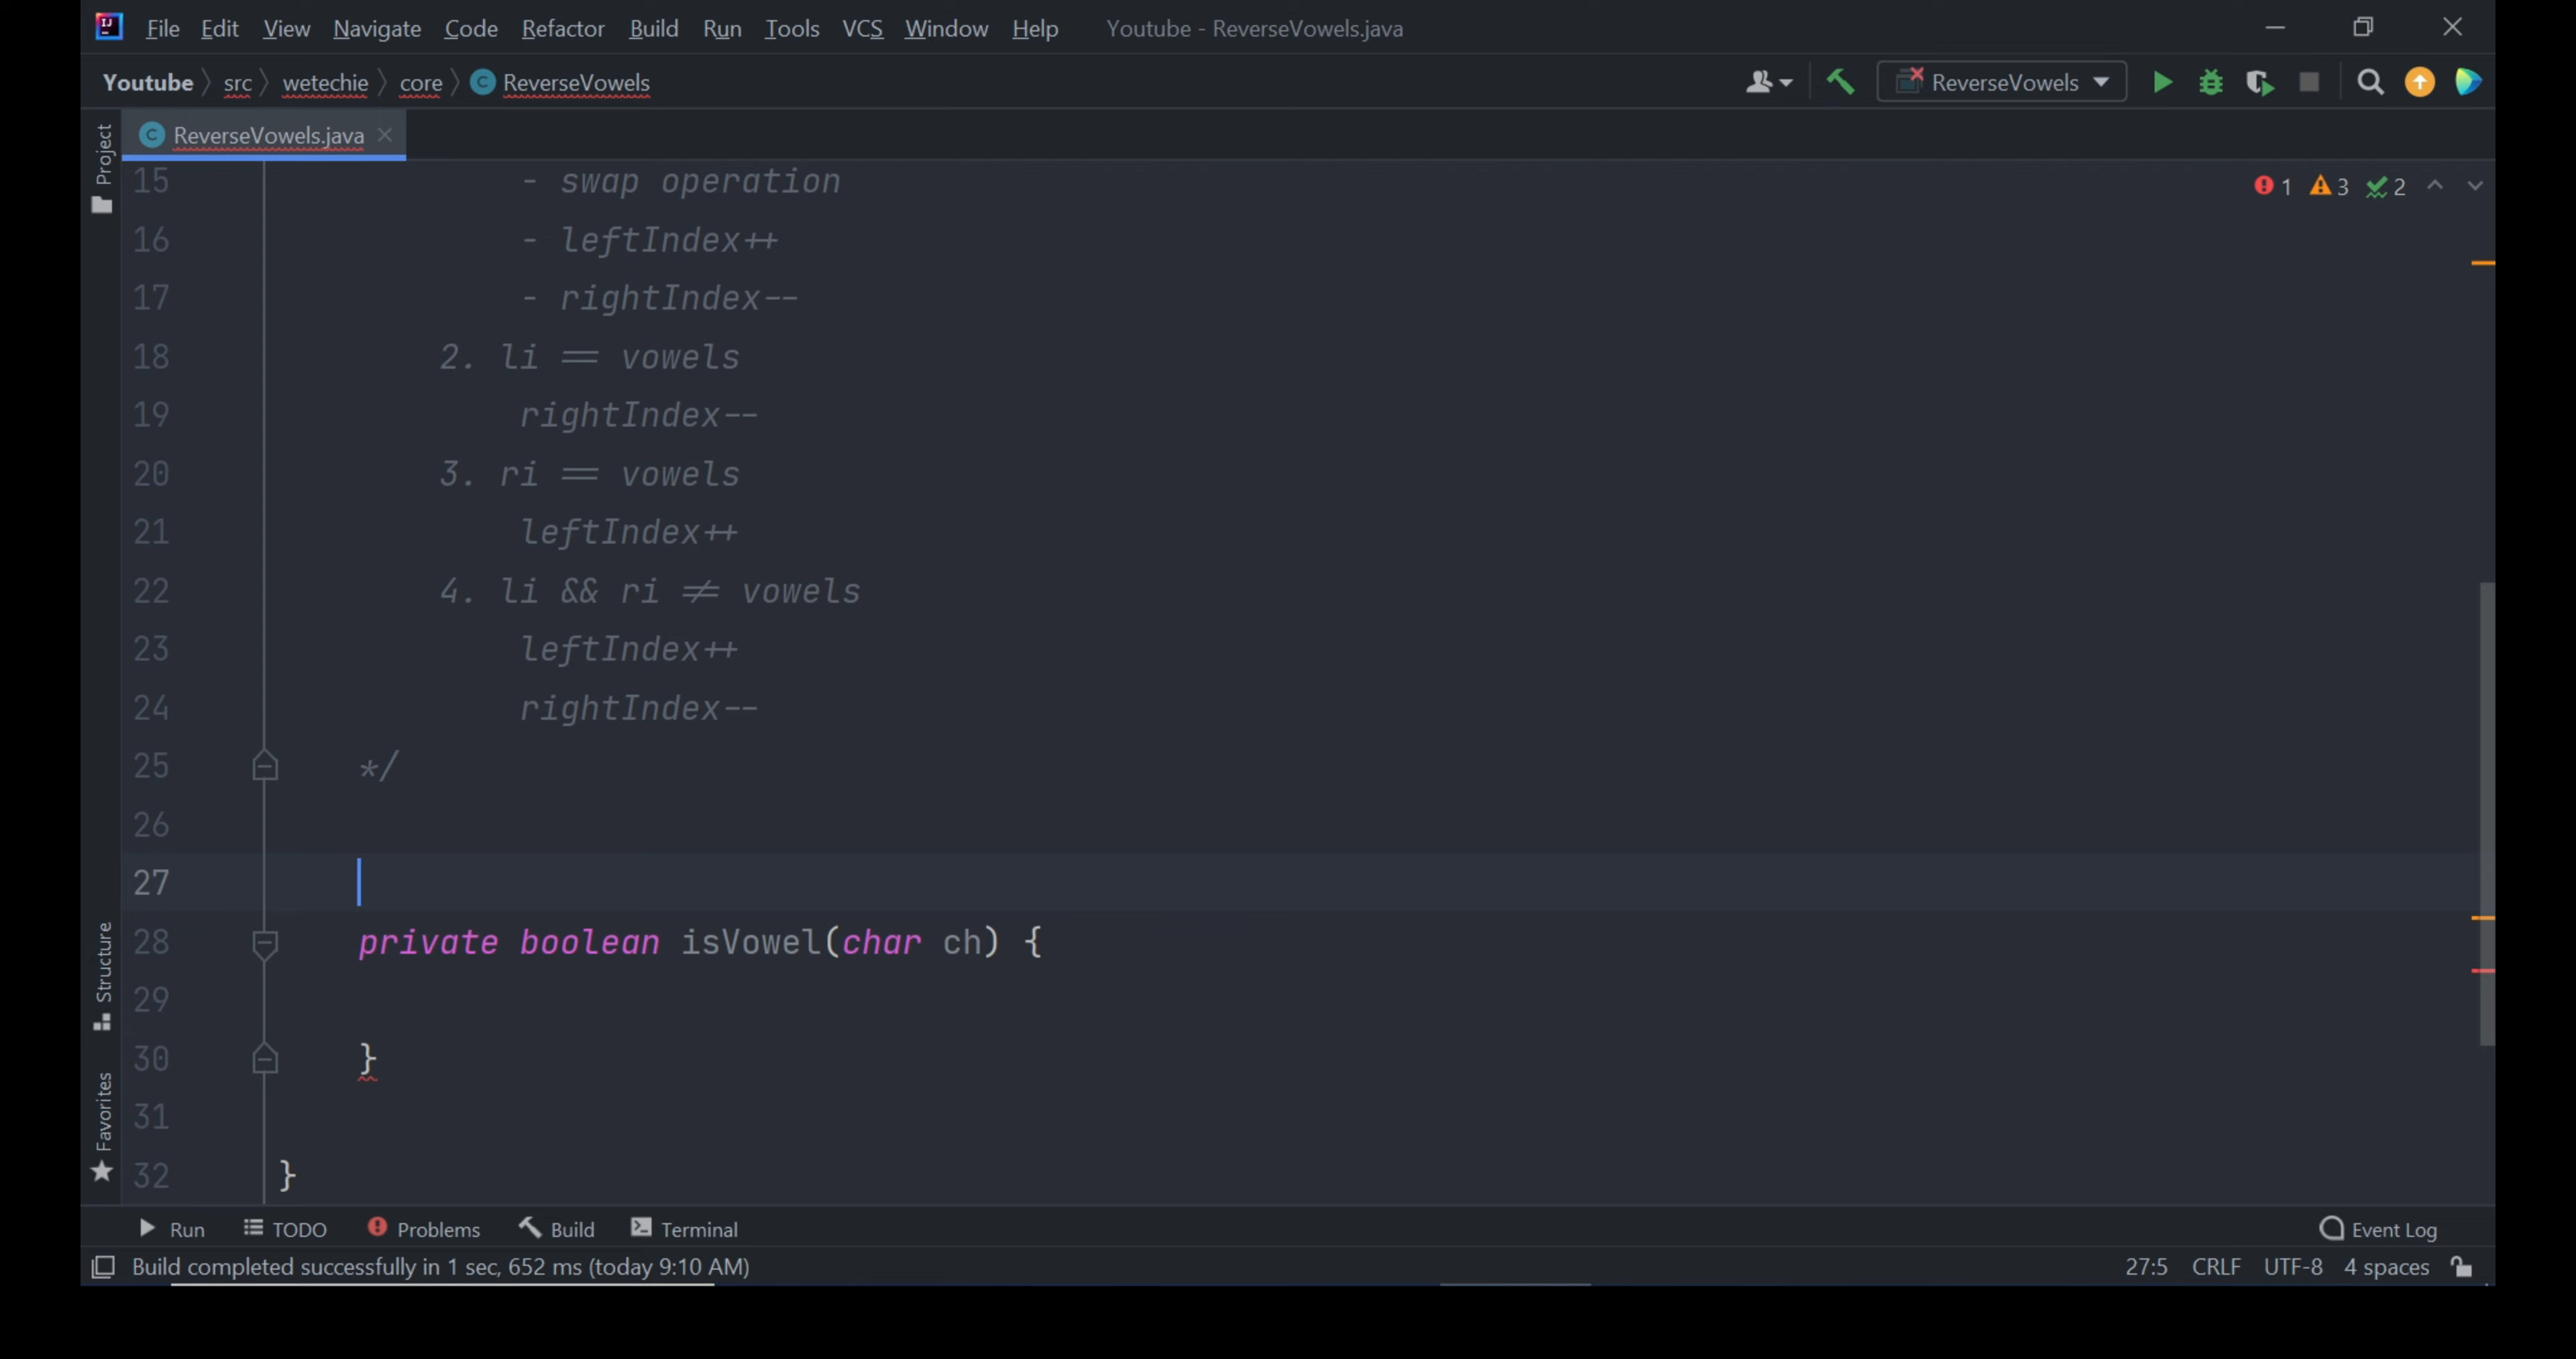 File Edit View Navigate Code Refactor Build Run Tools VCS Window Help Youtube - ReverseVowels.java
Youtube src wetechie core C ReverseVowels ReverseVowels
C ReverseVowels.java
Project
1 3 2
15 - swap operation
16 - leftIndex++
17 - rightIndex--
18 2. li == vowels
19 rightIndex--
20 3. ri == vowels
21 leftIndex++
22 4. li && ri != vowels
23 leftIndex++
24 rightIndex--
25 */
26
27
28 private boolean isVowel(char ch) {
29
30 }
31
32 }
Structure
Favorites
Run TODO Problems Build Terminal Event Log
Build completed successfully in 1 sec, 652 ms (today 9:10 AM) 27:5 CRLF UTF-8 4 spaces